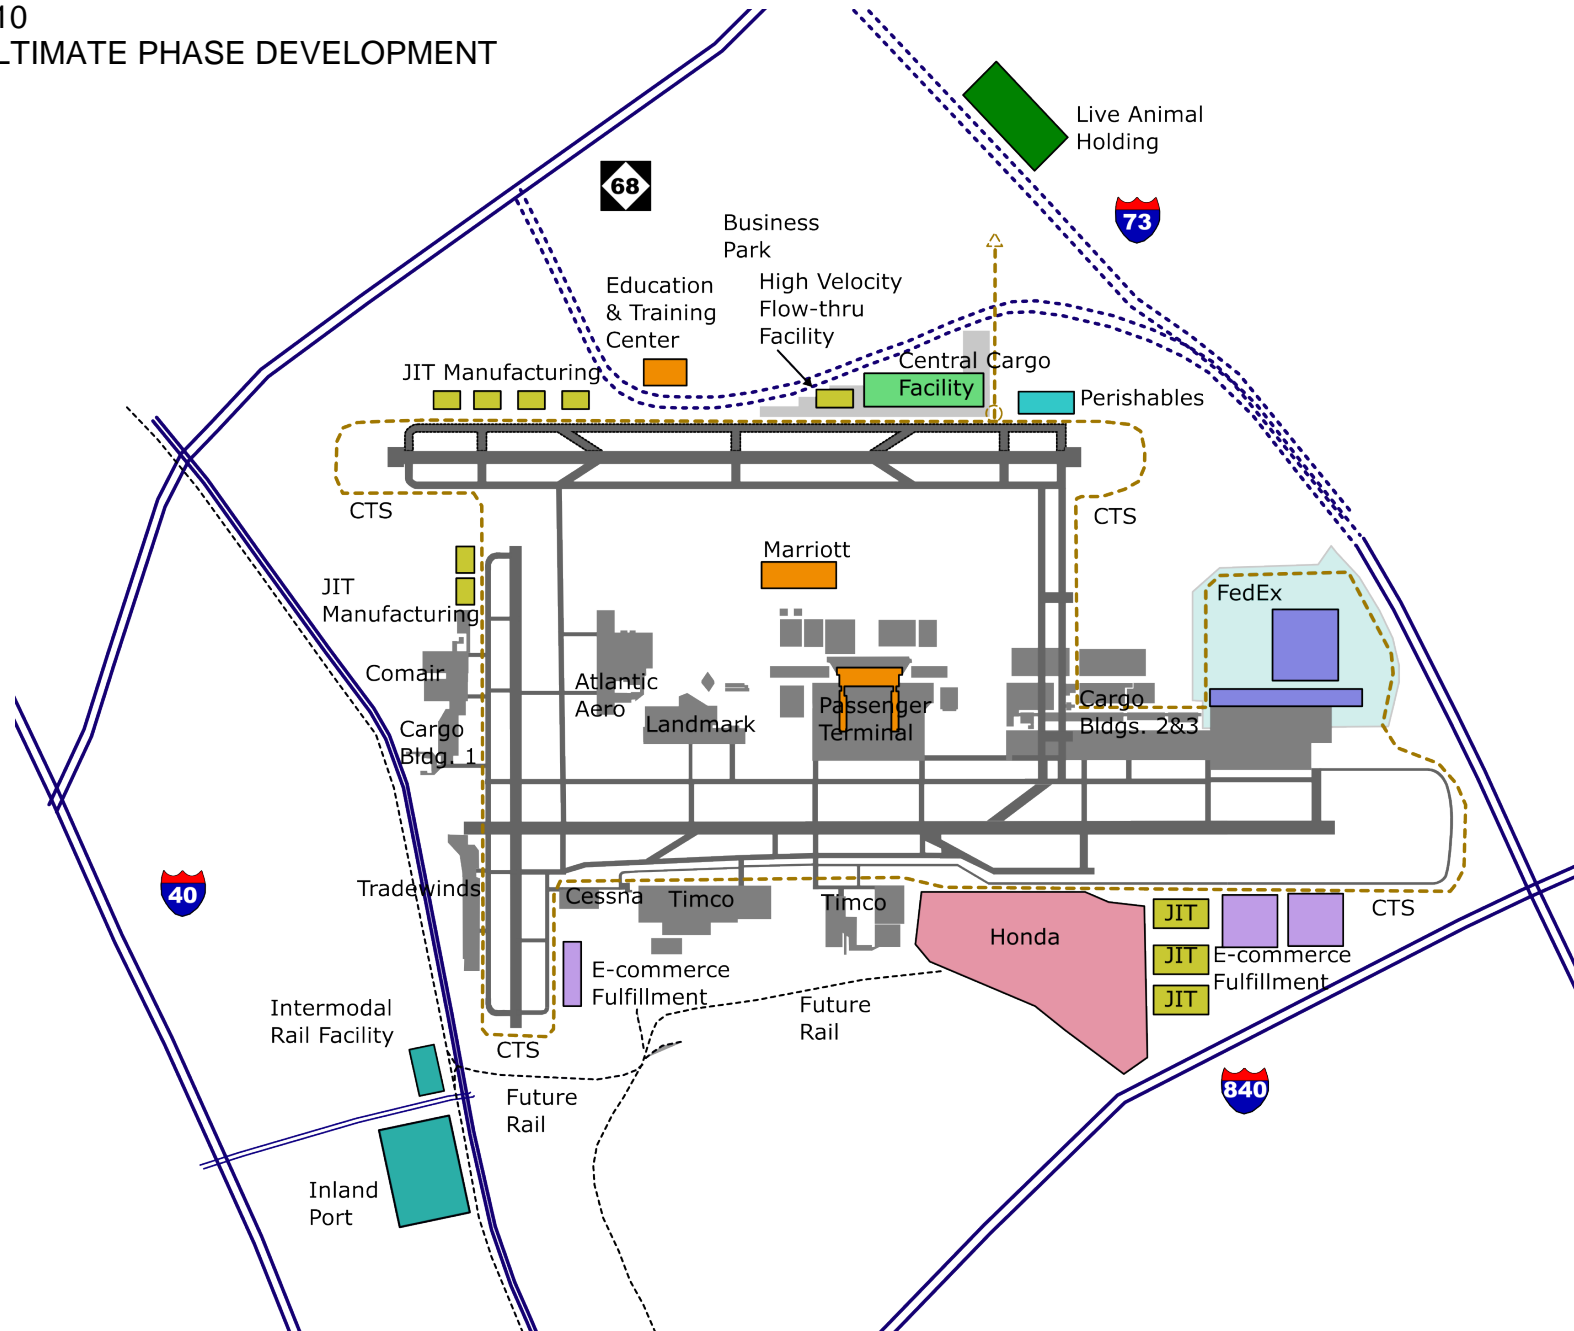 10
LTIMATE PHASE DEVELOPMENT
Live Animal
Holding
68
73
Business
Park
Education
& Training
Center
High Velocity
Flow-thru
Facility
JIT Manufacturing
Central Cargo
Facility
Perishables
CTS
CTS
Marriott
JIT
Manufacturing
FedEx
Comair
Atlantic
Aero
Cargo
Bldg. 1
Landmark
Passenger
Terminal
Cargo
Bldgs. 2&3
40
Tradewinds
Cessna
Timco
Timco
CTS
Honda
JIT
JIT
JIT
E-commerce
Fulfillment
E-commerce
Fulfillment
Intermodal
Rail Facility
Future
Rail
CTS
Future
Rail
840
Inland
Port